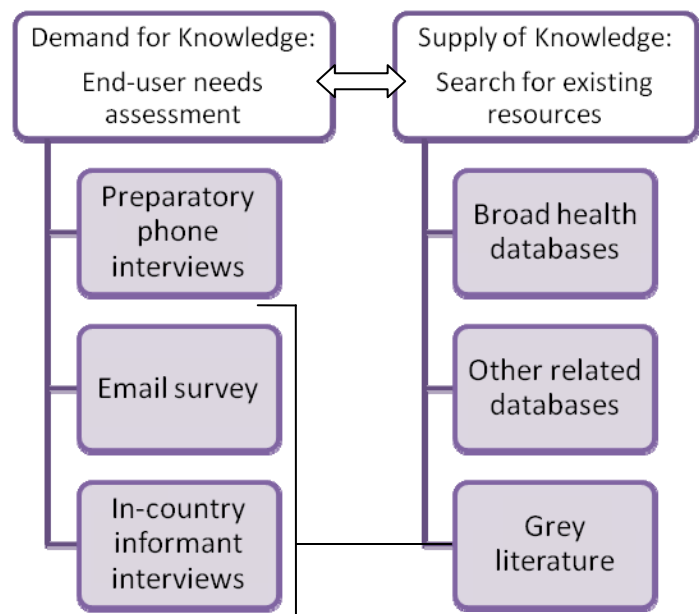 Demand for Knowledge:
End-user needs
assessment
Preparatory
phone
interviews
Email survey
In-country
informant
interviews
Supply of Knowledge:
Search for existing
resources
Broad health
databases
Other related
databases
Grey
literature